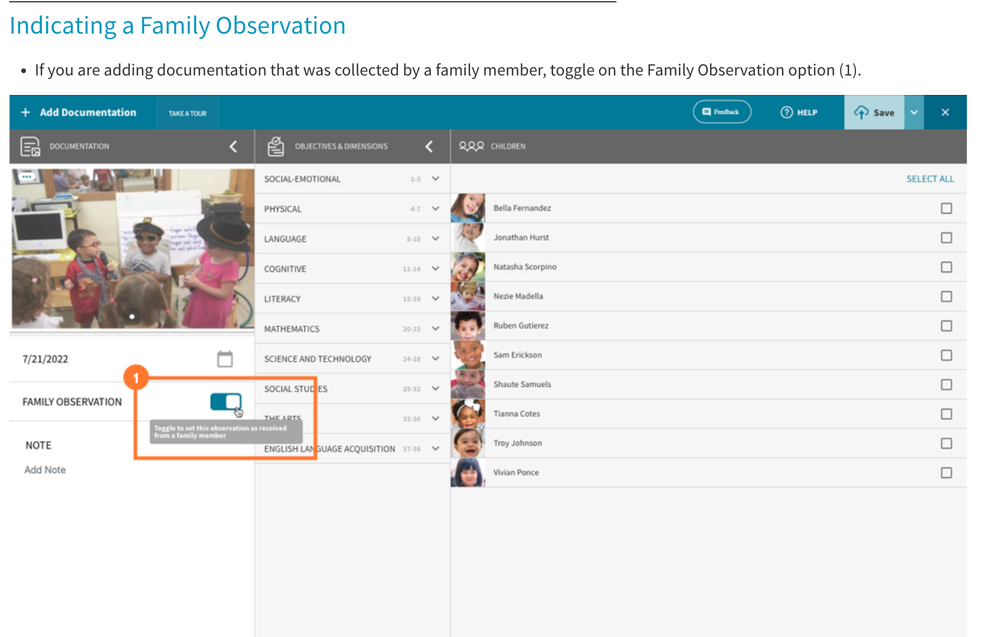 Indicating a Family Observation
• If you are adding documentation that was collected by a family member, toggle on the Family Observation option (1).
+ Add Documentation
TAKE A TOUR
Feedback
HELP
Save
DOCUMENTATION
OBJECTIVES & DIMENSIONS
CHILDREN
SELECT ALL
7/21/2022
1
FAMILY OBSERVATION
Toggle to set this observation as received
from a family member
NOTE
Add Note
SOCIAL-EMOTIONAL 1-3
PHYSICAL 4-7
LANGUAGE 8-10
COGNITIVE 11-14
LITERACY 15-19
MATHEMATICS 20-23
SCIENCE AND TECHNOLOGY 24-28
SOCIAL STUDIES 29-32
THE ARTS 33-36
ENGLISH LANGUAGE ACQUISITION 37-38
Bella Fernandez
Jonathan Hurst
Natasha Scorpino
Nezie Madella
Ruben Gutierez
Sam Erickson
Shaute Samuels
Tianna Cotes
Troy Johnson
Vivian Ponce